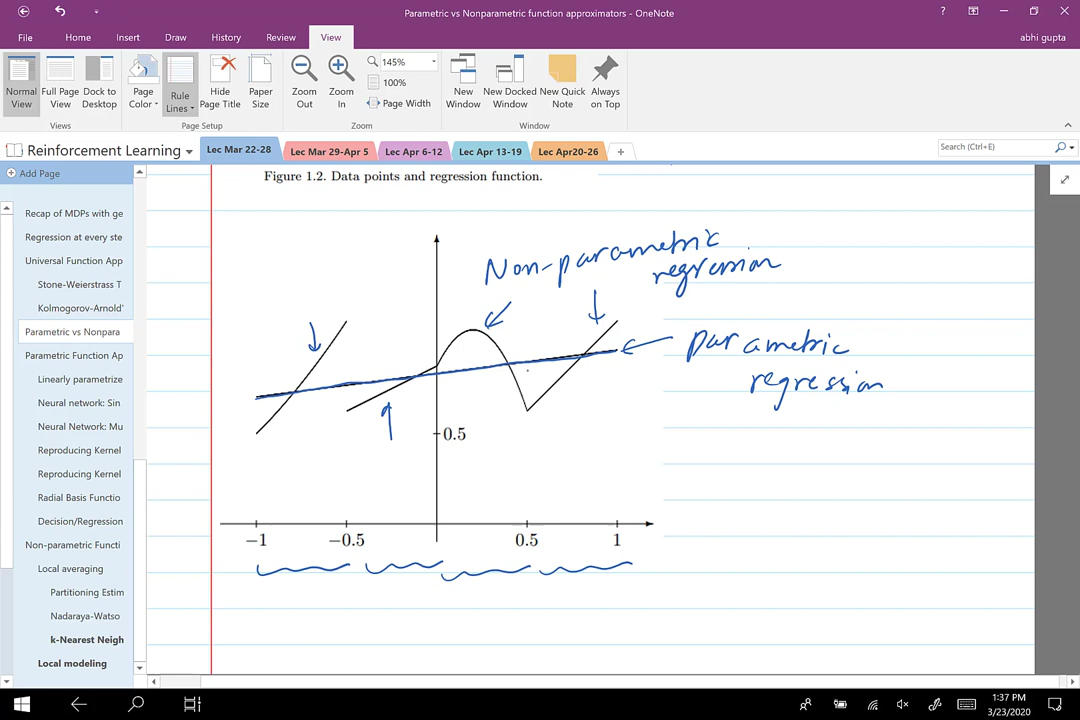 Parametric vs Nonparametric function approximators - OneNote
?
File Home Insert Draw History Review View
abhi gupta
Normal View
Full Page View
Dock to Desktop
Views
Page Color
Rule Lines
Hide Page Title
Paper Size
Page Setup
Zoom Out
Zoom In
145%
100%
Page Width
Zoom
New Window
New Docked Window
New Quick Note
Always on Top
Window
Reinforcement Learning
Lec Mar 22-28
Lec Mar 29-Apr 5
Lec Apr 6-12
Lec Apr 13-19
Lec Apr20-26
+
Search (Ctrl+E)
Add Page
Recap of MDPs with ge
Regression at every ste
Universal Function App
Stone-Weierstrass T
Kolmogorov-Arnold'
Parametric vs Nonpara
Parametric Function Ap
Linearly parametrize
Neural network: Sin
Neural Network: Mu
Reproducing Kernel
Reproducing Kernel
Radial Basis Functio
Decision/Regression
Non-parametric Functi
Local averaging
Partitioning Estim
Nadaraya-Watso
k-Nearest Neigh
Local modeling
Figure 1.2. Data points and regression function.
Non-parametric
regression
parametric
regression
0.5
−1 −0.5 0.5 1
1:37 PM
3/23/2020